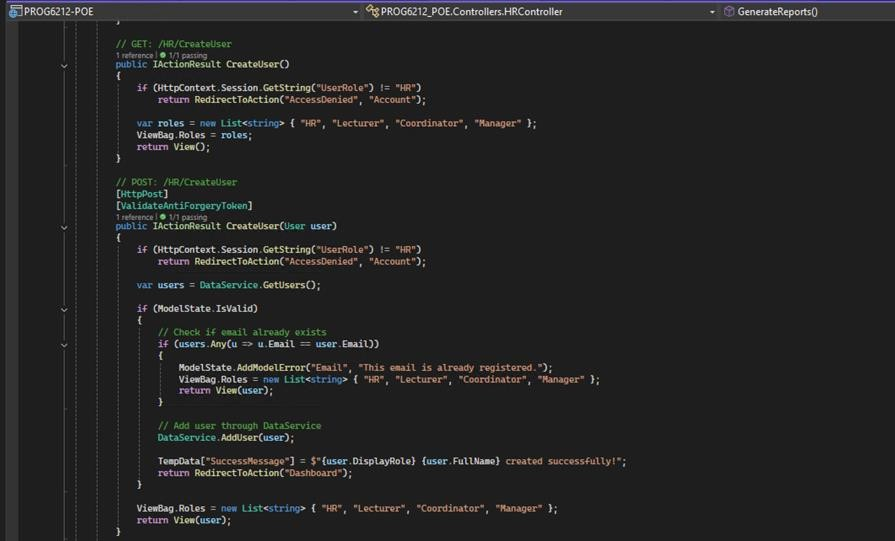 PROG6212-POE PROG6212_POE.Controllers.HRController GenerateReports()
}
// GET: /HR/CreateUser
1 reference | 1/1 passing
public IActionResult CreateUser()
{
if (HttpContext.Session.GetString("UserRole") != "HR")
return RedirectToAction("AccessDenied", "Account");
var roles = new List<string> { "HR", "Lecturer", "Coordinator", "Manager" };
ViewBag.Roles = roles;
return View();
}
// POST: /HR/CreateUser
[HttpPost]
[ValidateAntiForgeryToken]
1 reference | 1/1 passing
public IActionResult CreateUser(User user)
{
if (HttpContext.Session.GetString("UserRole") != "HR")
return RedirectToAction("AccessDenied", "Account");
var users = DataService.GetUsers();
if (ModelState.IsValid)
{
// Check if email already exists
if (users.Any(u => u.Email == user.Email))
{
ModelState.AddModelError("Email", "This email is already registered.");
ViewBag.Roles = new List<string> { "HR", "Lecturer", "Coordinator", "Manager" };
return View(user);
}
// Add user through DataService
DataService.AddUser(user);
TempData["SuccessMessage"] = $"{user.DisplayRole} {user.FullName} created successfully!";
return RedirectToAction("Dashboard");
}
ViewBag.Roles = new List<string> { "HR", "Lecturer", "Coordinator", "Manager" };
return View(user);
}